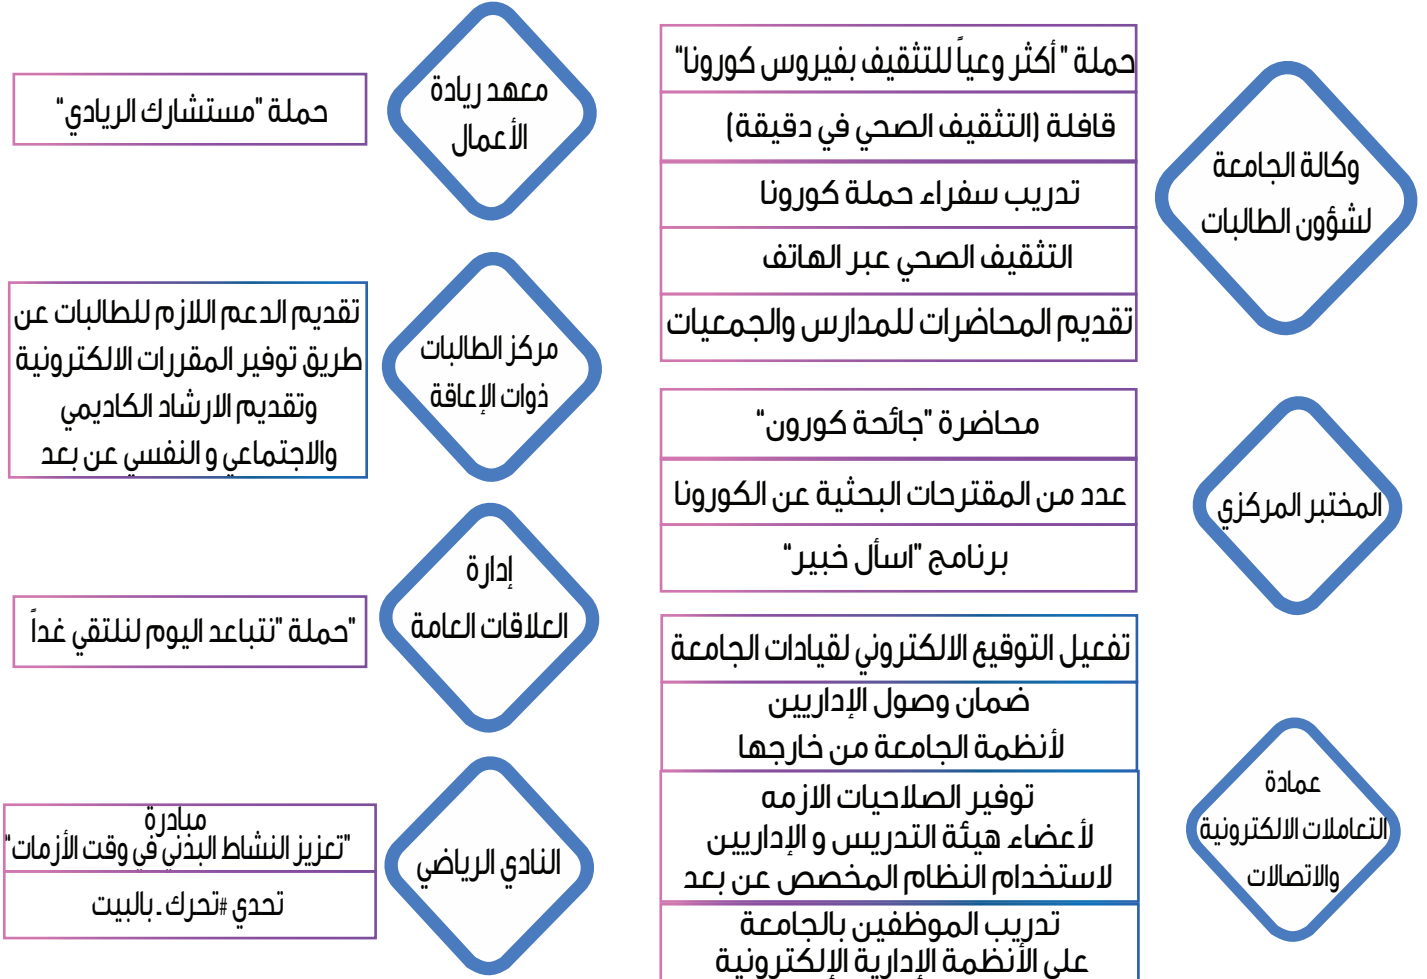 وكالة الجامعة
لشؤون الطالبات
حملة "أكثر وعياً للتثقيف بفيروس كورونا"
قافلة (التثقيف الصحي في دقيقة)
تدريب سفراء حملة كورونا
التثقيف الصحي عبر الهاتف
تقديم المحاضرات للمدارس والجمعيات
المختبر المركزي
محاضرة "جائحة كورون"
عدد من المقترحات البحثية عن الكورونا
برنامج "اسأل خبير"
عمادة
التعاملات الالكترونية
والاتصالات
تفعيل التوقيع الالكتروني لقيادات الجامعة
ضمان وصول الإداريين
لأنظمة الجامعة من خارجها
توفير الصلاحيات الازمه
لأعضاء هيئة التدريس و الإداريين
لاستخدام النظام المخصص عن بعد
تدريب الموظفين بالجامعة
على الأنظمة الإدارية الإلكترونية
معهد ريادة
الأعمال
حملة "مستشارك الريادي"
مركز الطالبات
ذوات الإعاقة
تقديم الدعم اللازم للطالبات عن
طريق توفير المقررات الالكترونية
وتقديم الارشاد الكاديمي
والاجتماعي و النفسي عن بعد
إدارة
العلاقات العامة
"حملة "نتباعد اليوم لنلتقي غداً
النادي الرياضي
مبادرة
"تعزيز النشاط البدني في وقت الأزمات"
تحدي #تحرك_بالبيت